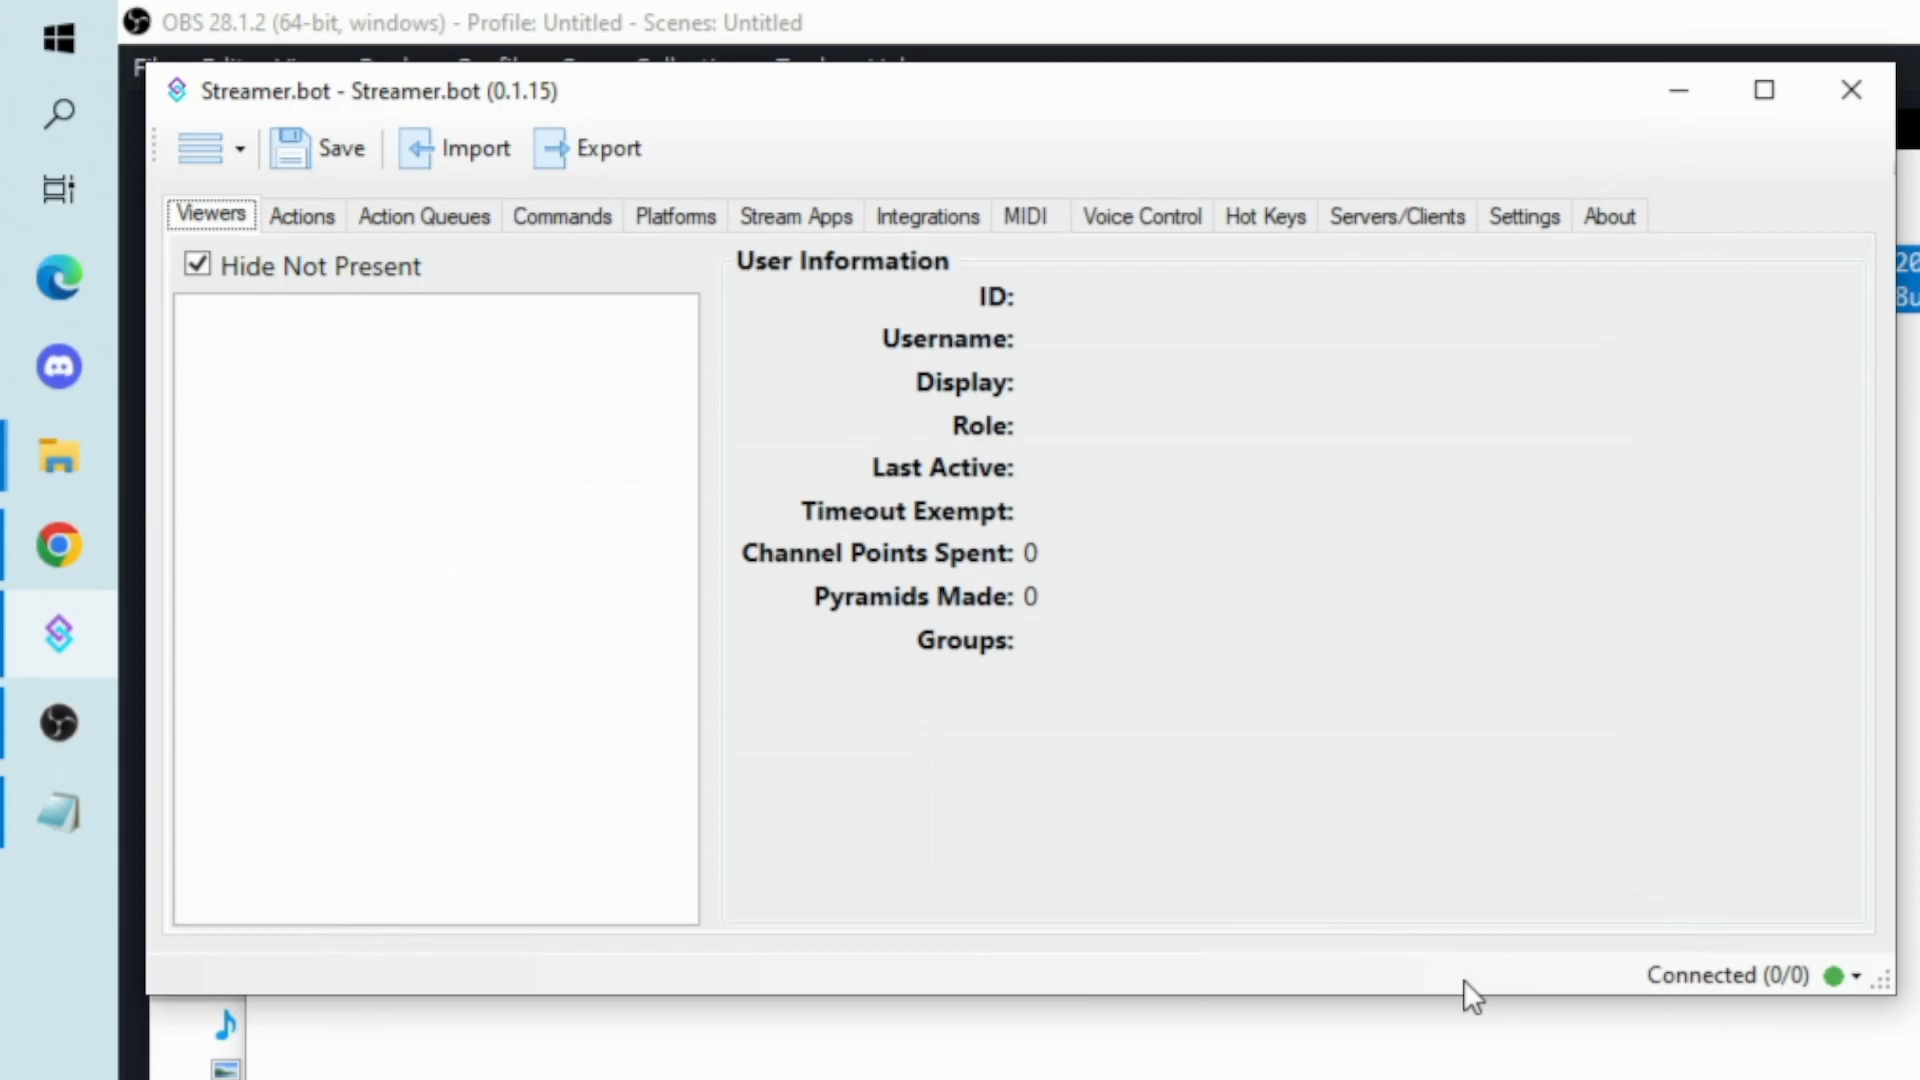 OBS 28.1.2 (64-bit, windows) - Profile: Untitled - Scenes: Untitled
Streamer.bot - Streamer.bot (0.1.15)
Save Import Export
Viewers Actions Action Queues Commands Platforms Stream Apps Integrations MIDI Voice Control Hot Keys Servers/Clients Settings About
Hide Not Present
User Information
ID:
Username:
Display:
Role:
Last Active:
Timeout Exempt:
Channel Points Spent: 0
Pyramids Made: 0
Groups:
Connected (0/0)